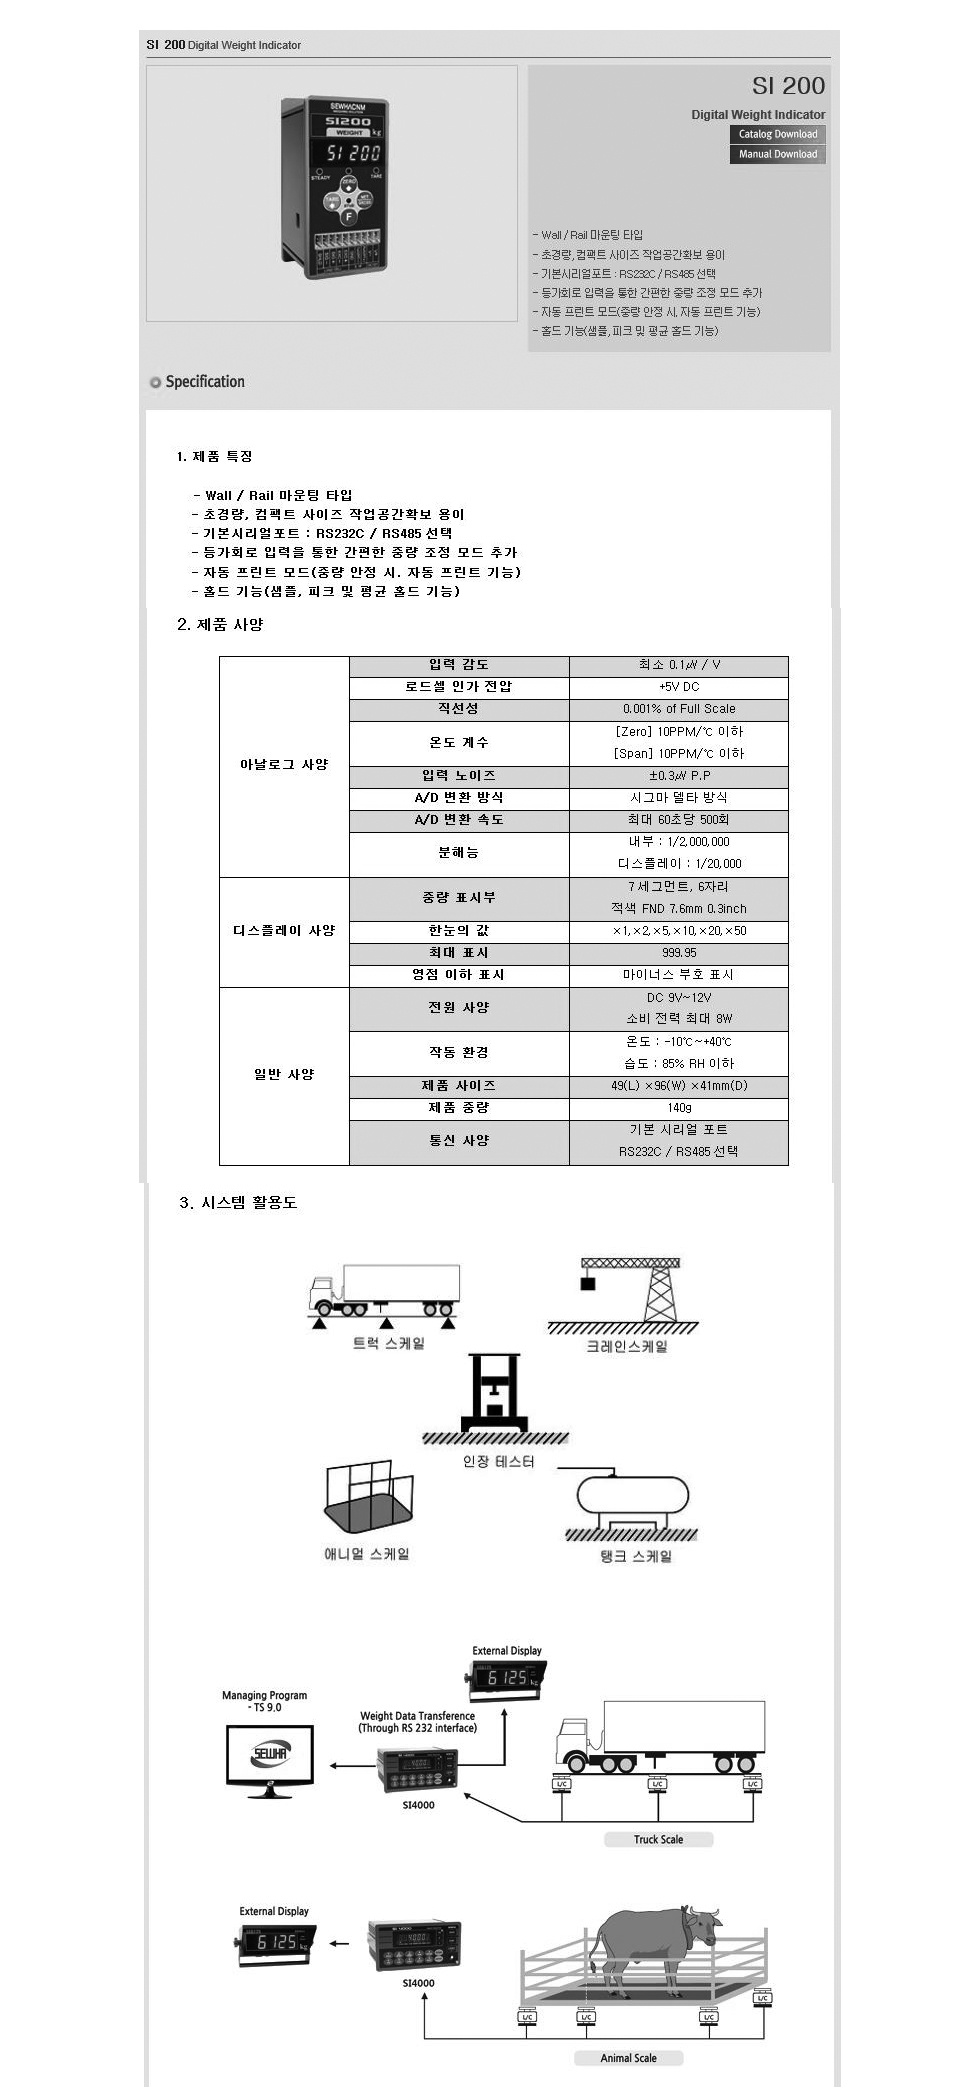 SI 200 Digital Weight Indicator
SEWHACNM
SI200
WEIGHT kg
SI 200
STEADY TARE
ZERO
TARE
F
SI 200
Digital Weight Indicator
Catalog Download
Manual Download
- Wall / Rail 마운팅 타입
- 초경량, 컴팩트 사이즈 작업공간확보 용이
- 기본시리얼포트 : RS232C / RS485 선택
- 등가회로 입력을 통한 간편한 중량 조정 모드 추가
- 자동 프린트 모드(중량 안정 시, 자동 프린트 기능)
- 홀드 기능(샘플, 피크 및 평균 홀드 기능)
Specification
1. 제품 특징
- Wall / Rail 마운팅 타입
- 초경량, 컴팩트 사이즈 작업공간확보 용이
- 기본시리얼포트 : RS232C / RS485 선택
- 등가회로 입력을 통한 간편한 중량 조정 모드 추가
- 자동 프린트 모드(중량 안정 시. 자동 프린트 기능)
- 홀드 기능(샘플, 피크 및 평균 홀드 기능)
2. 제품 사양
아날로그 사양
입력 감도 최소 0.1㎶ / V
로드셀 인가 전압 +5V DC
직선성 0.001% of Full Scale
온도 계수 [Zero] 10PPM/℃ 이하
[Span] 10PPM/℃ 이하
입력 노이즈 ±0.3㎶ P.P
A/D 변환 방식 시그마 델타 방식
A/D 변환 속도 최대 60초당 500회
분해능 내부 : 1/2,000,000
디스플레이 : 1/20,000
디스플레이 사양
중량 표시부 7세그먼트, 6자리
적색 FND 7.6mm 0.3inch
한눈의 값 ×1, ×2, ×5, ×10, ×20, ×50
최대 표시 999.95
영점 이하 표시 마이너스 부호 표시
일반 사양
전원 사양 DC 9V~12V
소비 전력 최대 8W
작동 환경 온도 : -10℃~+40℃
습도 : 85% RH 이하
제품 사이즈 49(L) ×96(W) ×41mm(D)
제품 중량 140g
통신 사양 기본 시리얼 포트
RS232C / RS485 선택
3. 시스템 활용도
트럭 스케일
크레인스케일
인장 테스터
애니멀 스케일
탱크 스케일
External Display
6125
Managing Program
- TS 9.0
Weight Data Transference
(Through RS 232 interface)
SEWHA
SI 4000
SI4000
L/C L/C L/C
Truck Scale
External Display
6125
SI 4000
SI4000
L/C L/C L/C L/C
Animal Scale